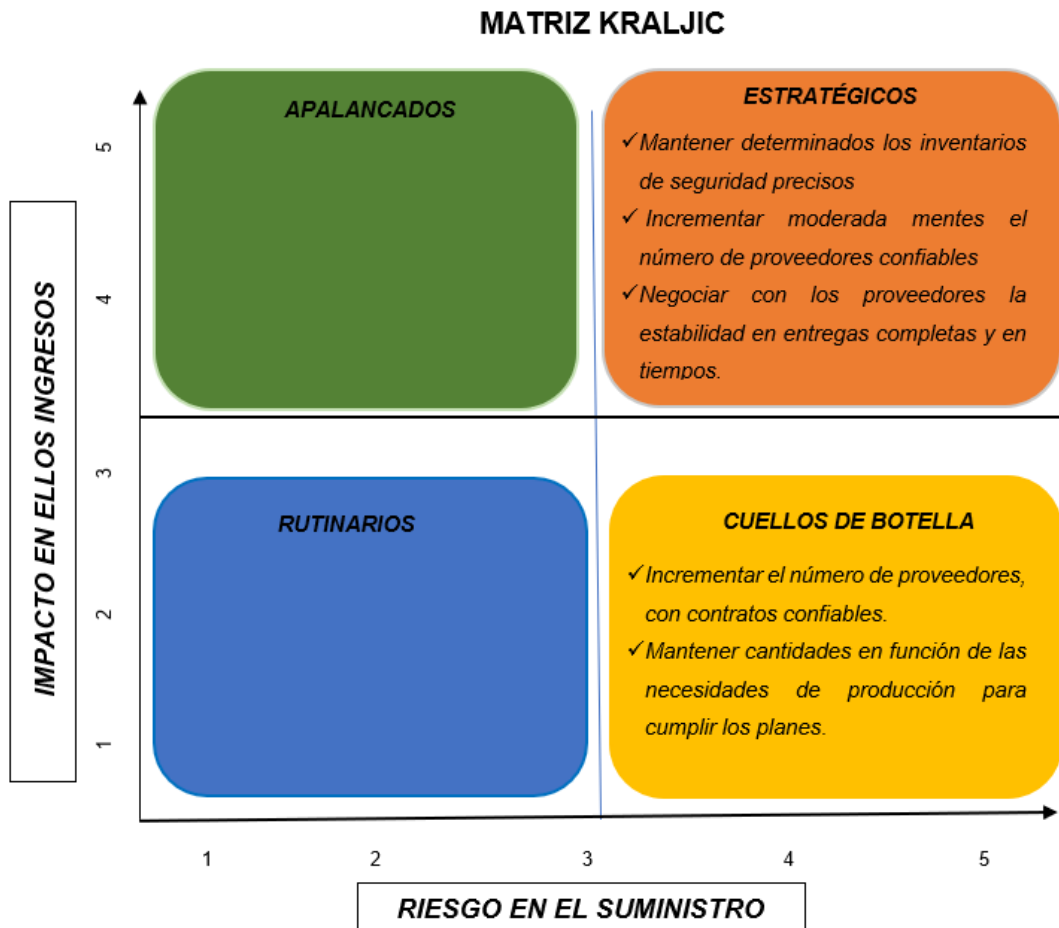 MATRIZ KRALJIC
APALANCADOS
ESTRATÉGICOS
✓Mantener determinados los inventarios
de seguridad precisos
✓ Incrementar moderada mentes el
número de proveedores confiables
✓Negociar con los proveedores la
estabilidad en entregas completas y en
tiempos.
RUTINARIOS
CUELLOS DE BOTELLA
✓Incrementar el número de proveedores,
con contratos confiables.
✓Mantener cantidades en función de las
necesidades de producción para
cumplir los planes.
IMPACTO EN ELLOS INGRESOS
5
4
3
2
1
1 2 3 4 5
RIESGO EN EL SUMINISTRO